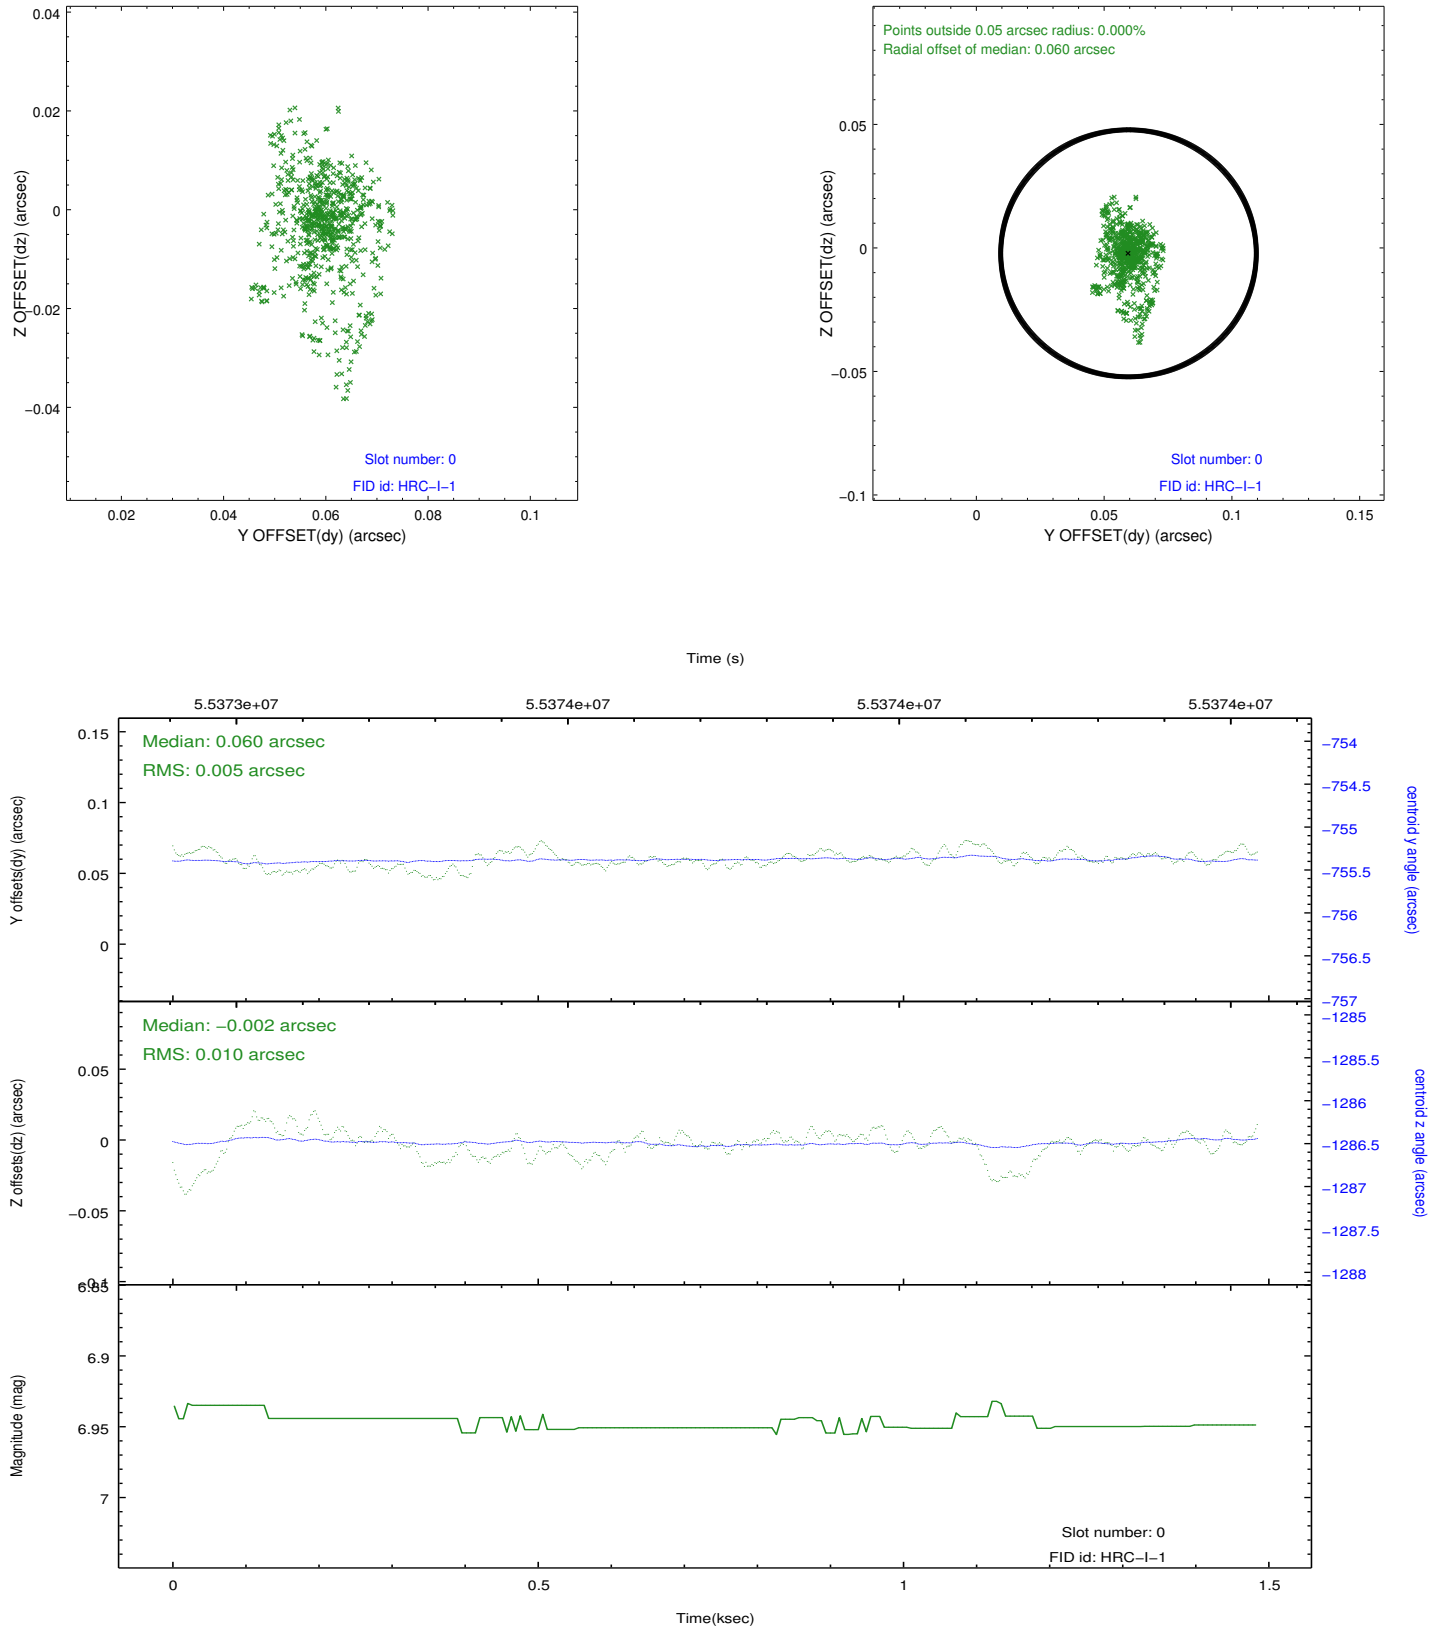 0.04
0.02
0
−0.02
−0.04
Z OFFSET(dz) (arcsec)
Slot number: 0
FID id: HRC−I−1
0.02 0.04 0.06 0.08 0.1
Y OFFSET(dy) (arcsec)
Points outside 0.05 arcsec radius: 0.000%
Radial offset of median: 0.060 arcsec
0.05
0
−0.05
−0.1
Z OFFSET(dz) (arcsec)
Slot number: 0
FID id: HRC−I−1
0 0.05 0.1 0.15
Y OFFSET(dy) (arcsec)
Time (s)
5.5373e+07 5.5374e+07 5.5374e+07 5.5374e+07
Median: 0.060 arcsec
RMS: 0.005 arcsec
0.15
0.1
0.05
0
Y offsets(dy) (arcsec)
−754
−754.5
−755
−755.5
−756
−756.5
−757
centroid y angle (arcsec)
Median: −0.002 arcsec
RMS: 0.010 arcsec
0.05
0
−0.05
−0.1
Z offsets(dz) (arcsec)
−1285
−1285.5
−1286
−1286.5
−1287
−1287.5
−1288
centroid z angle (arcsec)
6.85
6.9
6.95
7
Magnitude (mag)
Slot number: 0
FID id: HRC−I−1
0 0.5 1 1.5
Time(ksec)